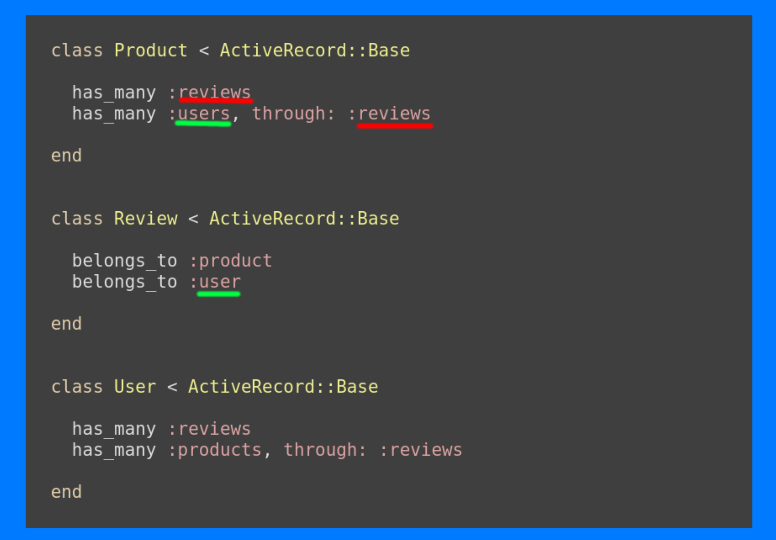 class Product < ActiveRecord::Base
has_many :reviews
has_many :users, through: :reviews
end
class Review < ActiveRecord::Base
belongs_to :product
belongs_to :user
end
class User < ActiveRecord::Base
has_many :reviews
has_many :products, through: :reviews
end